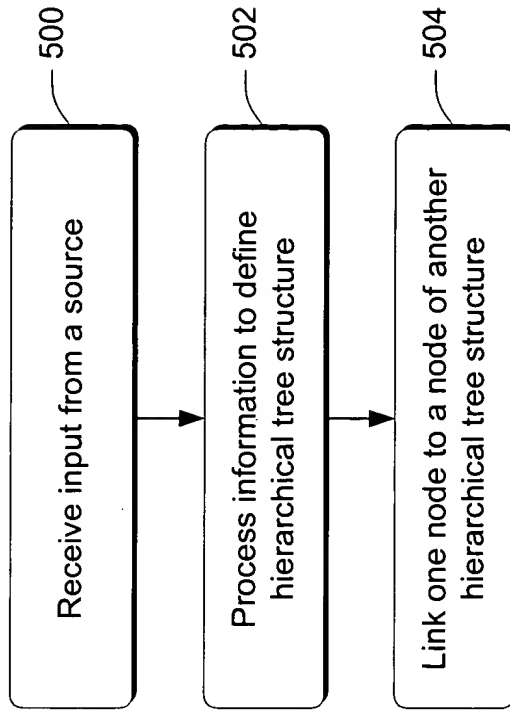 500
Receive input from a source
502
Process information to define
hierarchical tree structure
504
Link one node to a node of another
hierarchical tree structure